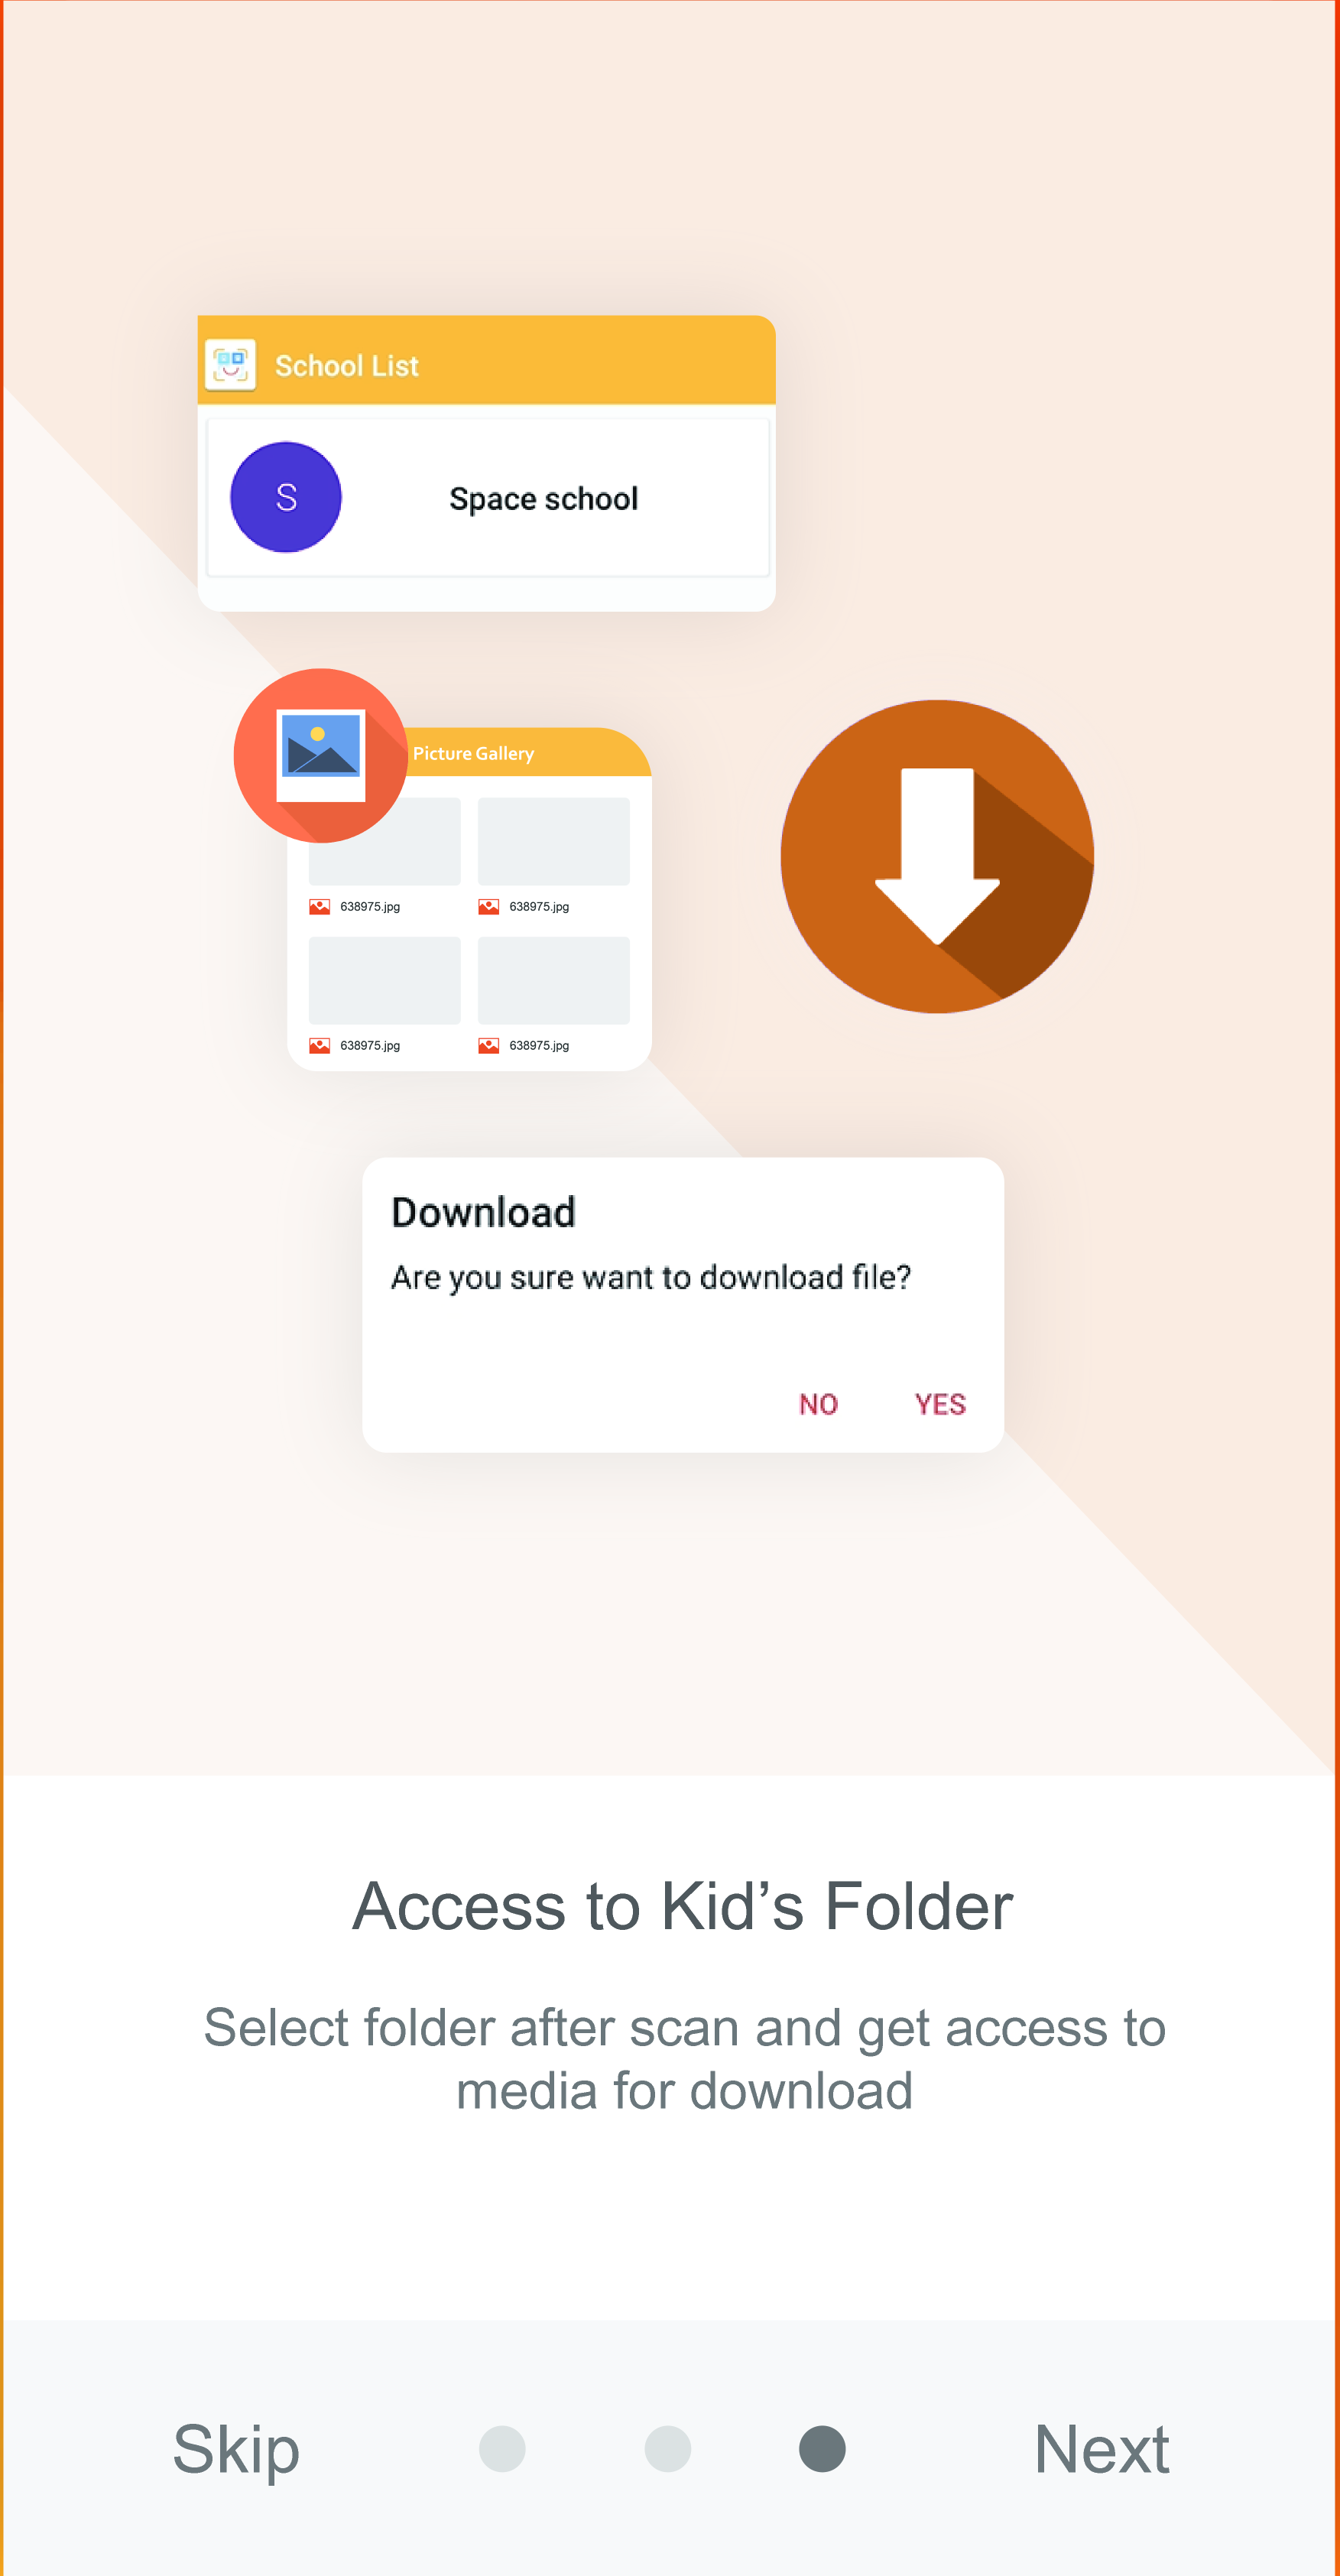 School List
S
Space school
Picture Gallery
638975.jpg
638975.jpg
638975.jpg
638975.jpg
Download
Are you sure want to download file?
NO
YES
Access to Kid’s Folder
Select folder after scan and get access to
media for download
Skip
Next